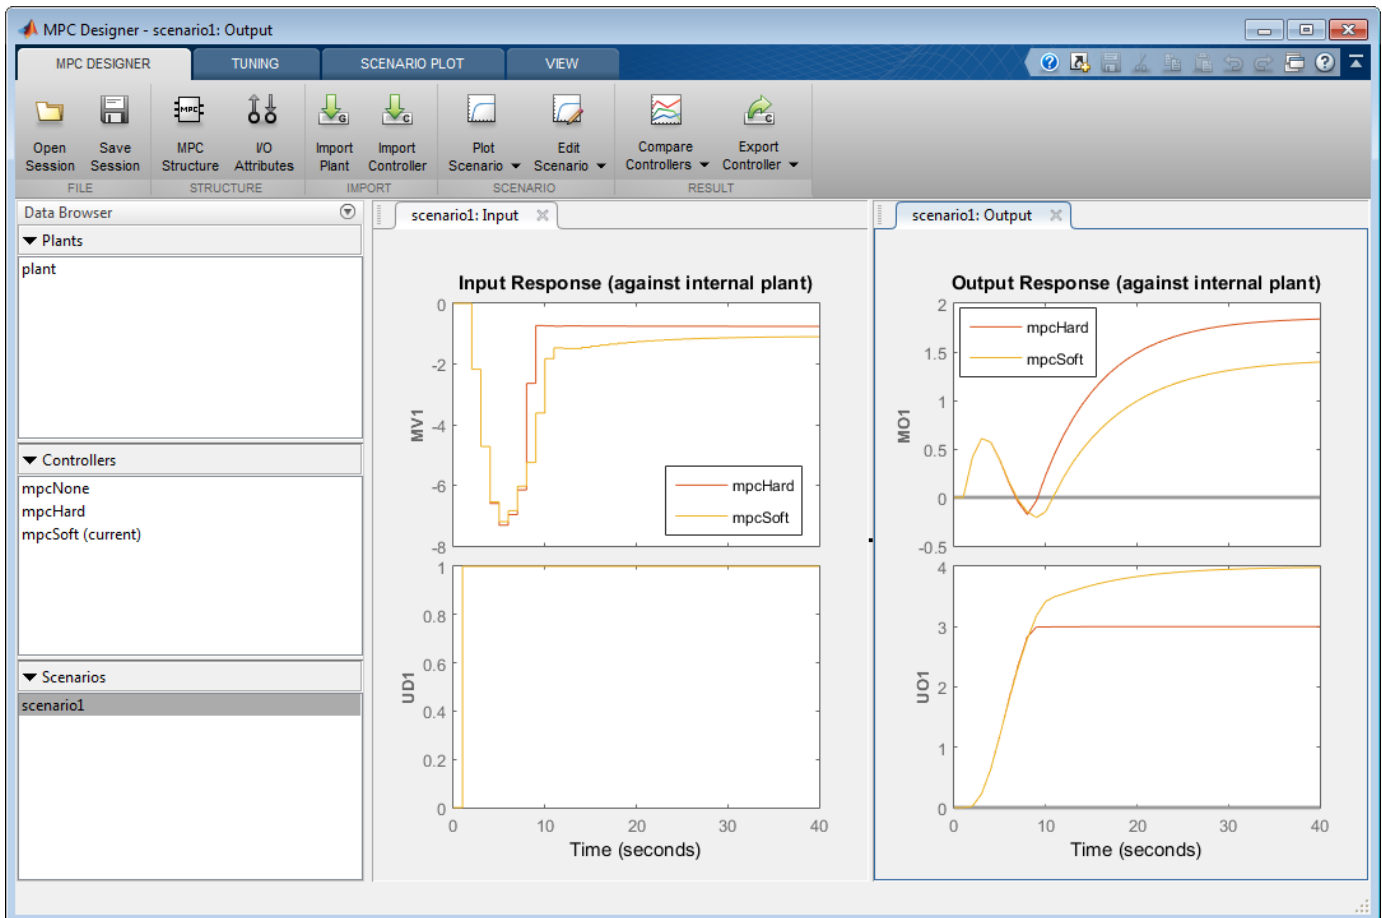 MPC Designer - scenario1: Output
MPC DESIGNER TUNING SCENARIO PLOT VIEW
Open Session
Save Session
MPC Structure
I/O Attributes
Import Plant
Import Controller
Plot Scenario
Edit Scenario
Compare Controllers
Export Controller
FILE STRUCTURE IMPORT SCENARIO RESULT
Data Browser
Plants
plant
Controllers
mpcNone
mpcHard
mpcSoft (current)
Scenarios
scenario1
scenario1: Input
Input Response (against internal plant)
0
-2
-4
-6
-8
MV1
mpcHard
mpcSoft
1
0.8
0.6
0.4
0.2
0
UD1
0 10 20 30 40
Time (seconds)
scenario1: Output
Output Response (against internal plant)
2
1.5
1
0.5
0
-0.5
MO1
mpcHard
mpcSoft
4
3
2
1
0
UO1
0 10 20 30 40
Time (seconds)